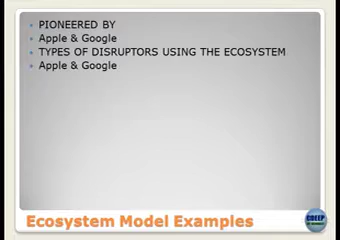 PIONEERED BY
Apple & Google
TYPES OF DISRUPTORS USING THE ECOSYSTEM
Apple & Google
Ecosystem Model Examples